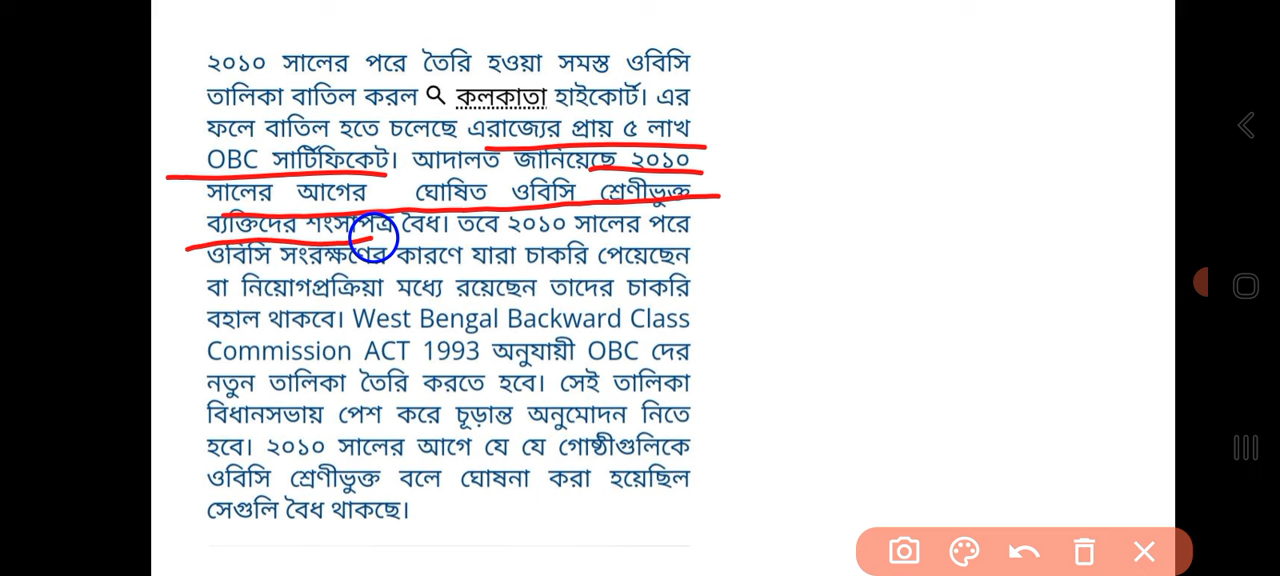 ২০১০ সালের পরে তৈরি হওয়া সমস্ত ওবিসি
তালিকা বাতিল করল কলকাতা হাইকোর্ট। এর
ফলে বাতিল হতে চলেছে এরাজ্যের প্রায় ৫ লাখ
OBC সার্টিফিকেট। আদালত জানিয়েছে ২০১০
সালের আগের ঘোষিত ওবিসি শ্রেণীভুক্ত
ব্যক্তিদের শংসাপত্র বৈধ। তবে ২০১০ সালের পরে
ওবিসি সংরক্ষণের কারণে যারা চাকরি পেয়েছেন
বা নিয়োগপ্রক্রিয়া মধ্যে রয়েছেন তাদের চাকরি
বহাল থাকবে। West Bengal Backward Class
Commission ACT 1993 অনুযায়ী OBC দের
নতুন তালিকা তৈরি করতে হবে। সেই তালিকা
বিধানসভায় পেশ করে চূড়ান্ত অনুমোদন নিতে
হবে। ২০১০ সালের আগে যে যে গোষ্ঠীগুলিকে
ওবিসি শ্রেণীভুক্ত বলে ঘোষনা করা হয়েছিল
সেগুলি বৈধ থাকছে।